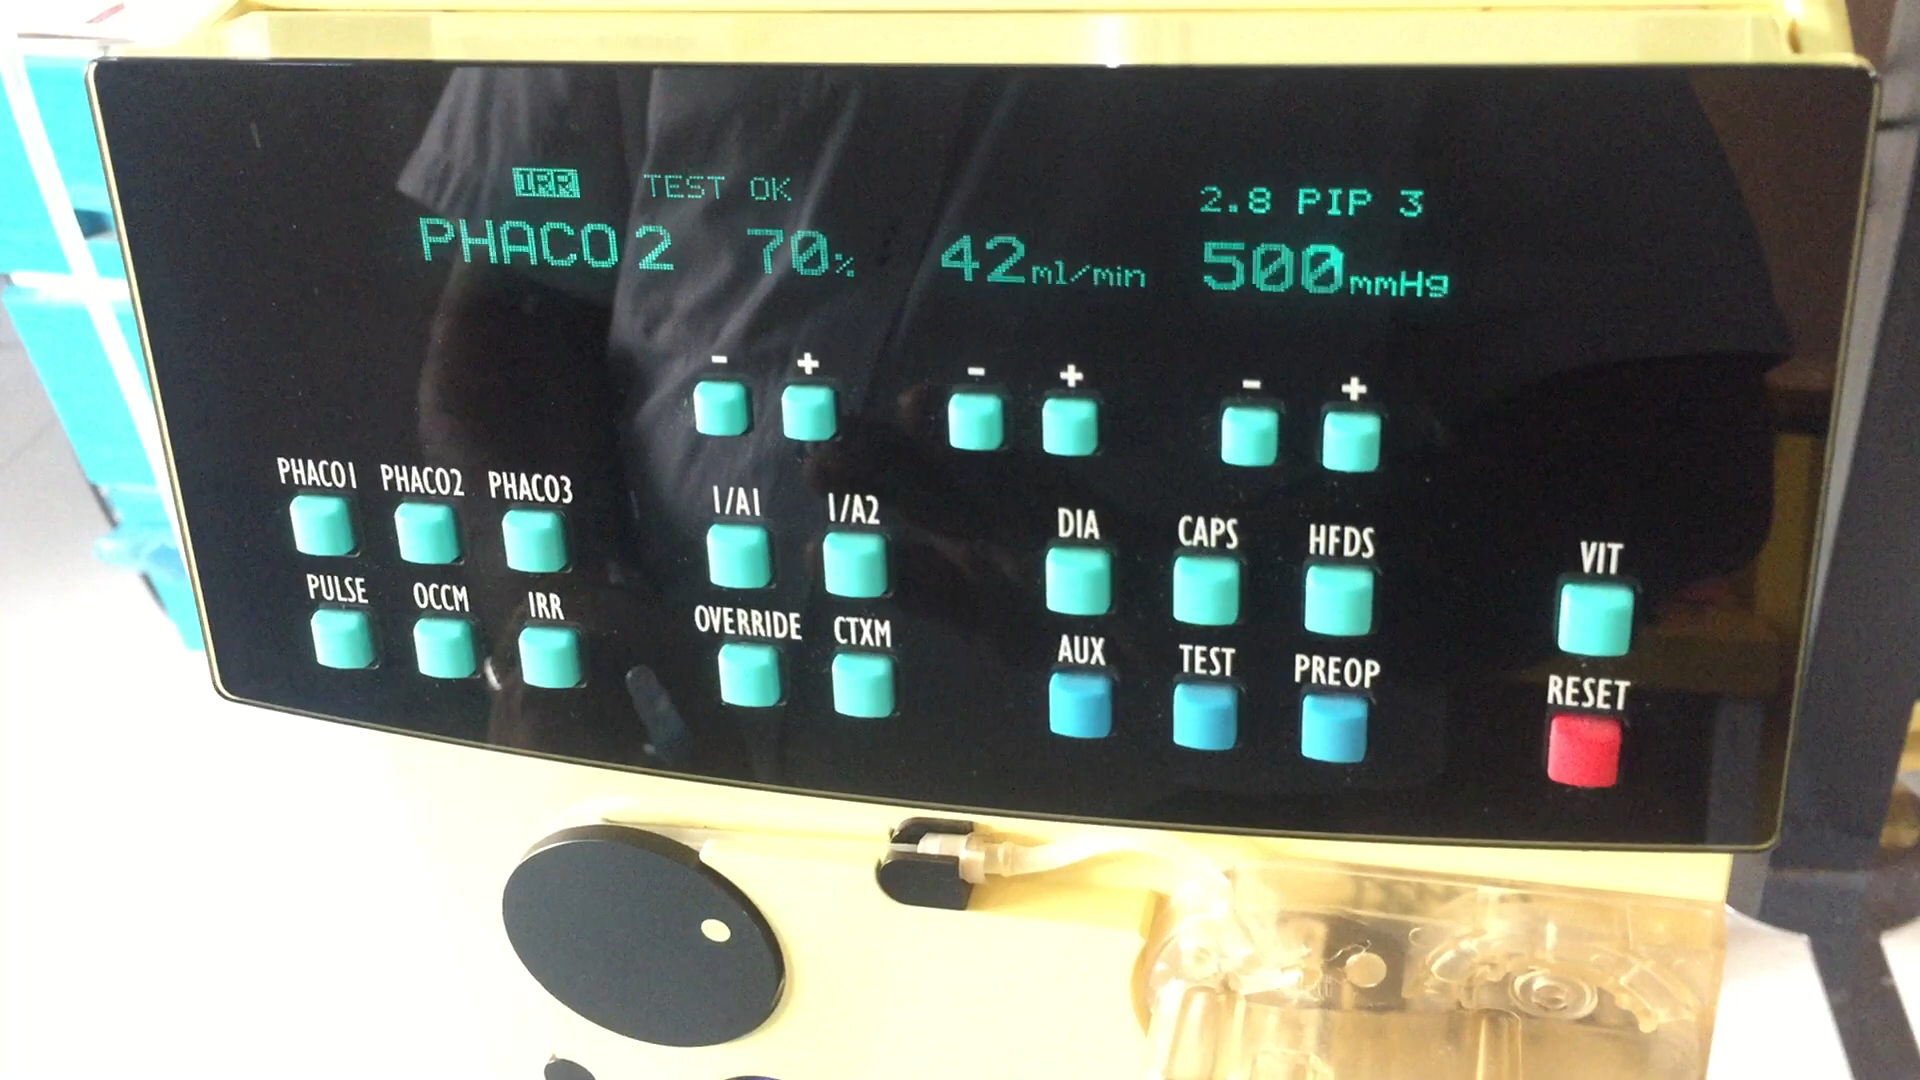 IRR TEST OK 2.8 PIP 3
PHACO 2 70% 42ml/min 500mmHg
- + - + - +
PHACO1 PHACO2 PHACO3 I/A1 I/A2 DIA CAPS HFDS VIT
PULSE OCCM IRR OVERRIDE CTXM AUX TEST PREOP RESET